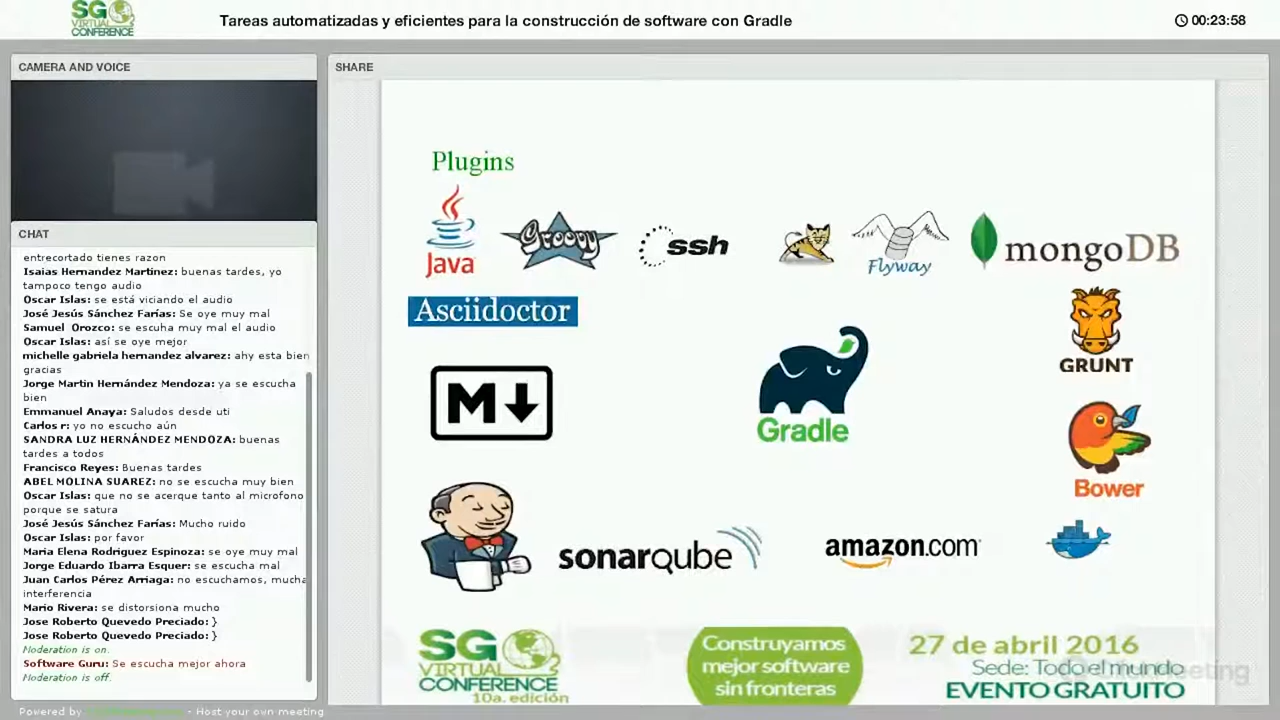 SG VIRTUAL CONFERENCE
Tareas automatizadas y eficientes para la construcción de software con Gradle
00:23:58
CAMERA AND VOICE
CHAT
entrecortado tienes razon
Isaias Hernandez Martinez: buenas tardes, yo
tampoco tengo audio
Oscar Islas: se está viciando el audio
José Jesús Sánchez Farías: Se oye muy mal
Samuel Orozco: se escuha muy mal el audio
Oscar Islas: así se oye mejor
michelle gabriela hernandez alvarez: ahy esta bien
gracias
Jorge Martin Hernández Mendoza: ya se escucha
bien
Emmanuel Anaya: Saludos desde uti
Carlos r: yo no escucho aún
SANDRA LUZ HERNÁNDEZ MENDOZA: buenas
tardes a todos
Francisco Reyes: Buenas tardes
ABEL MOLINA SUAREZ: no se escucha muy bien
Oscar Islas: que no se acerque tanto al microfono
porque se satura
José Jesús Sánchez Farías: Mucho ruido
Oscar Islas: por favor
Maria Elena Rodriguez Espinoza: se oye muy mal
Jorge Eduardo Ibarra Esquer: se escucha mal
Juan Carlos Pérez Arriaga: no escuchamos, mucha
interferencia
Mario Rivera: se distorsiona mucho
Jose Roberto Quevedo Preciado: }
Jose Roberto Quevedo Preciado: }
Moderation is on.
Software Guru: Se escucha mejor ahora
Moderation is off.
Powered by
- Host your own meeting
SHARE
Plugins
Java
Groovy
ssh
Flyway
mongoDB
Asciidoctor
GRUNT
M
Gradle
Bower
sonarqube
amazon.com
SG
VIRTUAL
CONFERENCE
10a. edición
Construyamos
mejor software
sin fronteras
27 de abril 2016
Sede: Todo el mundo
EVENTO GRATUITO